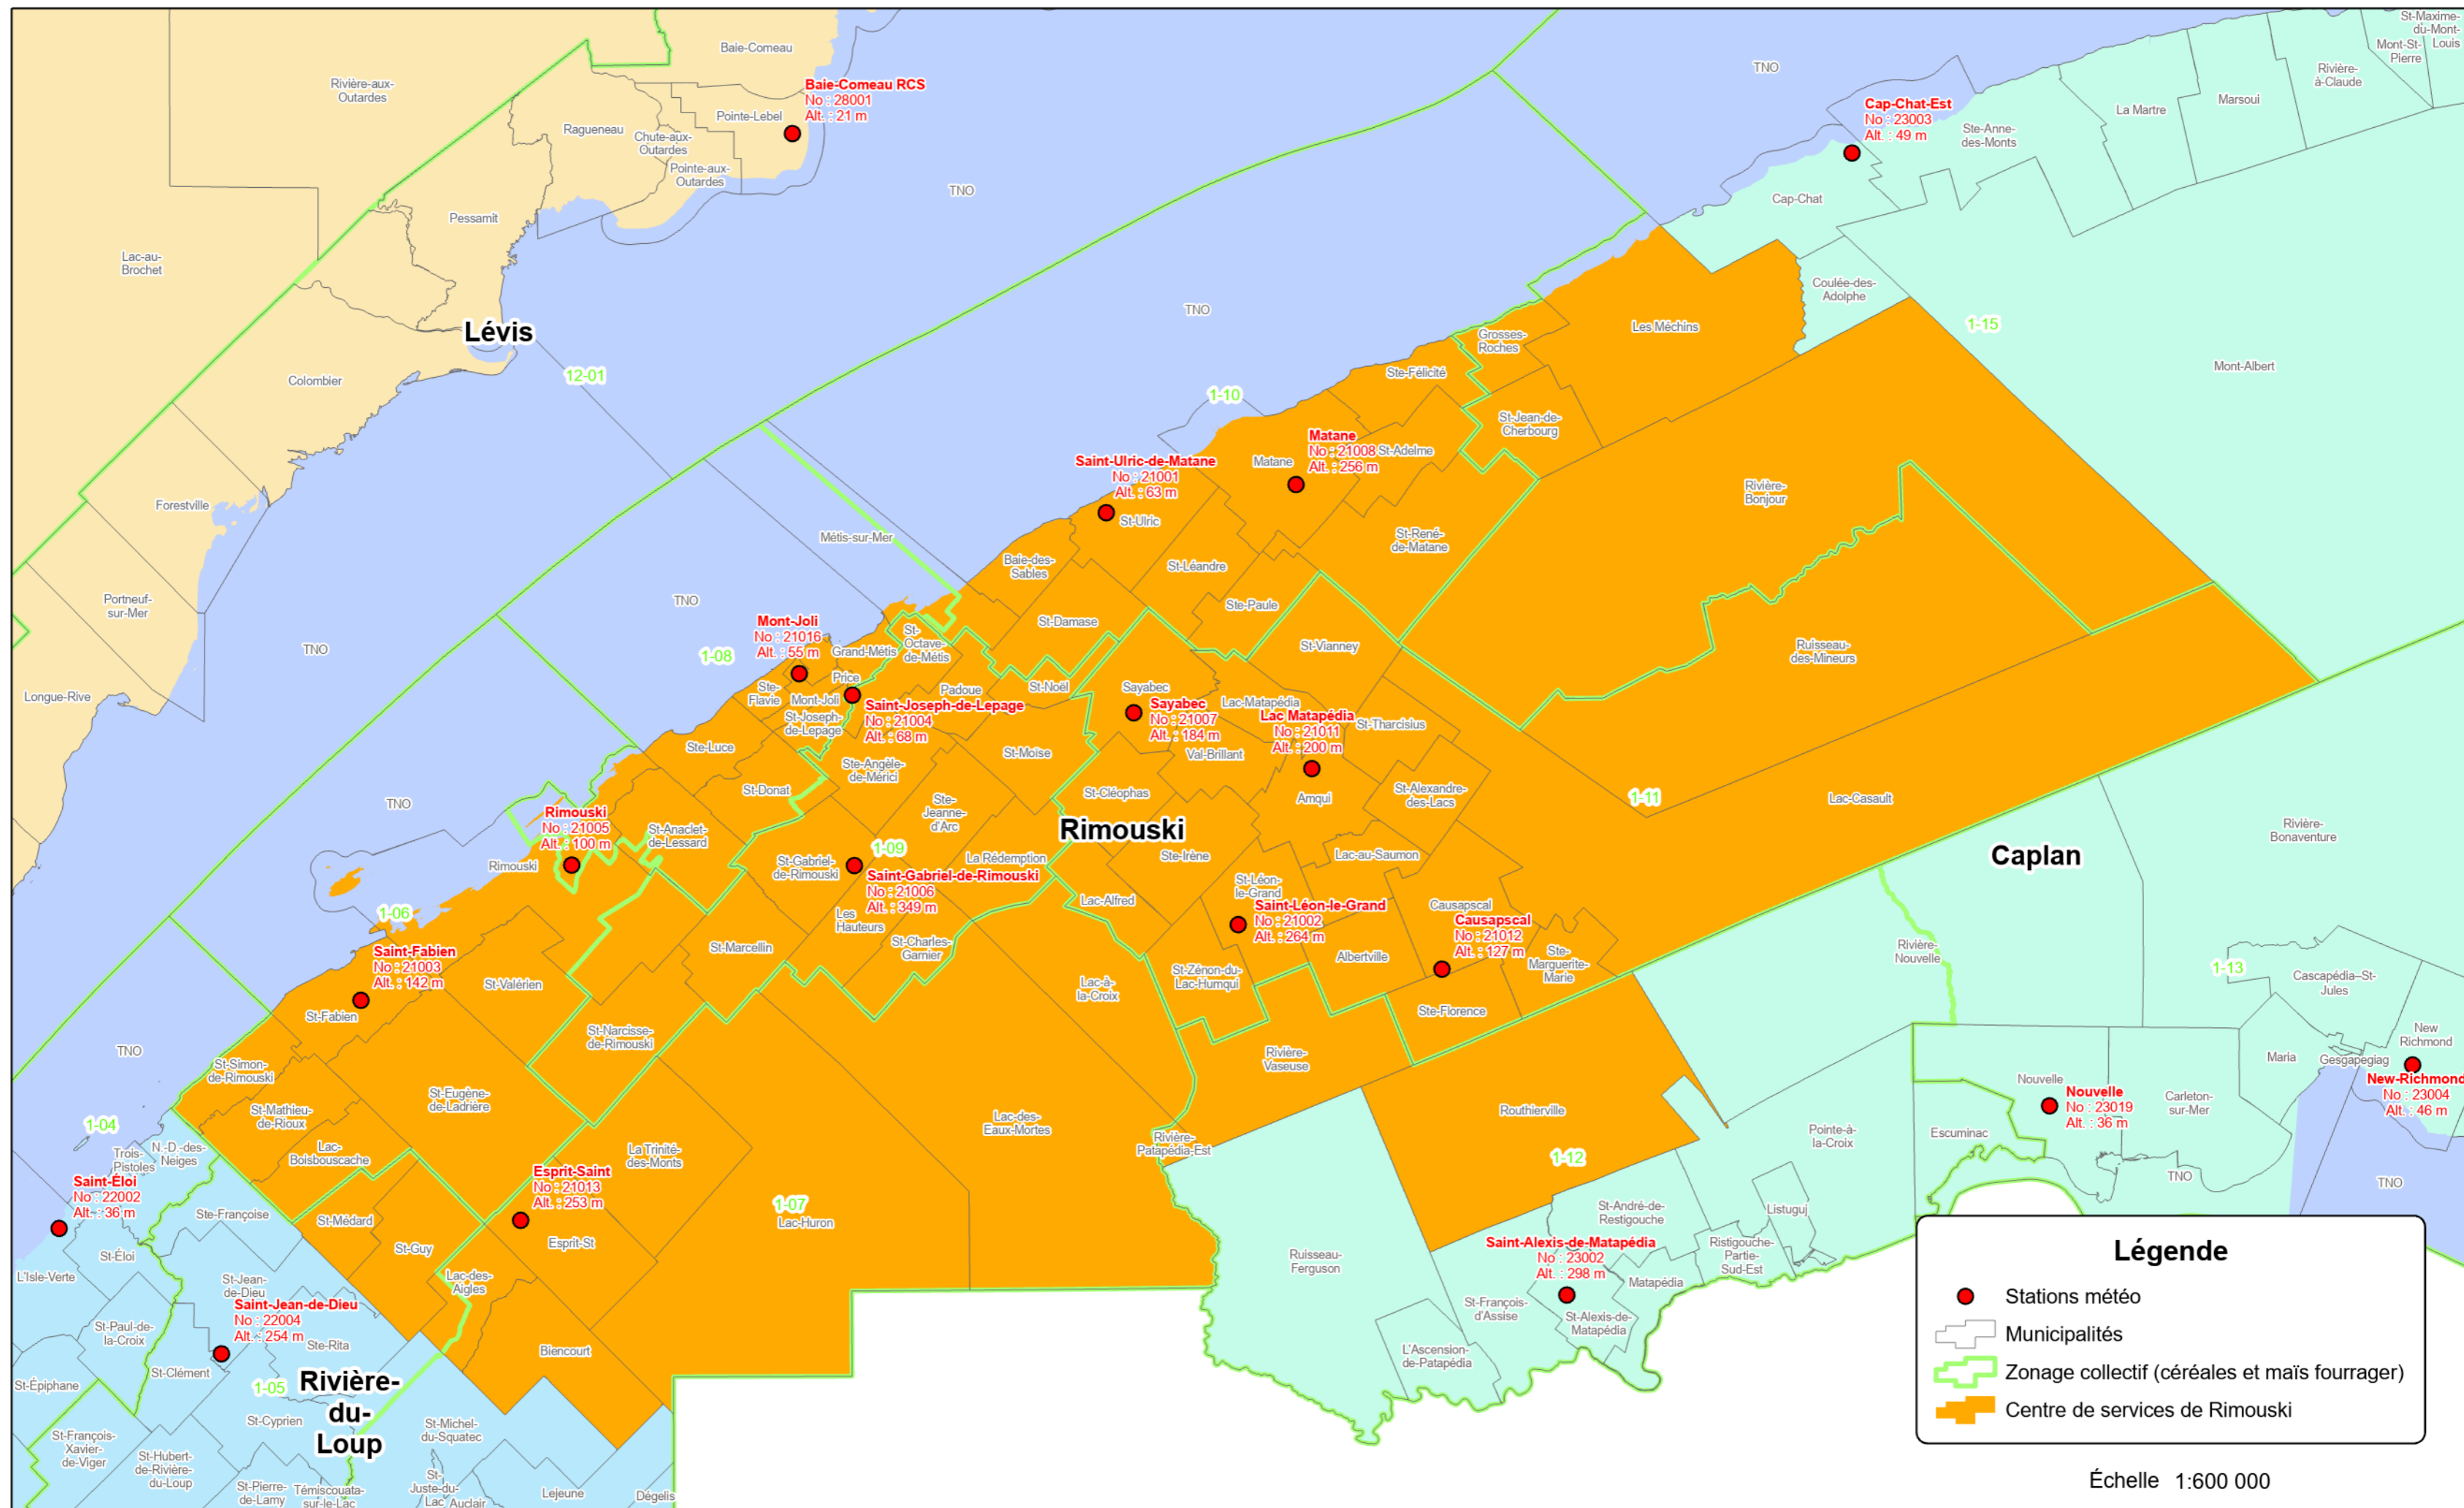 Baie-Comeau
St-Maxime-
du-Mont-
Louis
Mont-St-
Pierre
Rivière-
à-Claude
Marsoui
La Martre
TNO
Rivière-aux-
Outardes
Baie-Comeau RCS
No : 28001
Alt. : 21 m
Pointe-Lebel
Ragueneau
Chute-aux-
Outardes
Pointe-aux-
Outardes
Cap-Chat-Est
No : 23003
Alt. : 49 m
Ste-Anne-
des-Monts
Cap-Chat
TNO
Pessamit
Lac-au-
Brochet
Coulée-des-
Adolphe
TNO
Lévis
12-01
Colombier
Les Méchins
Grosses-
Roches
1-15
Mont-Albert
Ste-Félicité
1-10
St-Jean-de-
Cherbourg
Matane
No : 21008
Alt. : 256 m
St-Adelme
Matane
Saint-Ulric-de-Matane
No : 21001
Alt. : 63 m
St-Ulric
Rivière-
Bonjour
Forestville
Métis-sur-Mer
St-René-
de-Matane
Baie-des-
Sables
St-Léandre
Portneuf-
sur-Mer
TNO
Ste-Paule
St-Damase
Mont-Joli
No : 21016
Alt. : 55 m
1-08
Grand-Métis
St-
Octave-
de-Métis
St-Vianney
Ruisseau-
des-Mineurs
TNO
Price
Ste-
Flavie
Mont-Joli
Padoue
St-Noël
Sayabec
Longue-Rive
St-Joseph-
de-Lepage
Saint-Joseph-de-Lepage
No : 21004
Alt. : 68 m
Sayabec
No : 21007
Alt. : 184 m
Lac-Matapédia
Lac Matapédia
No : 21011
Alt. : 200 m
St-Tharcisius
Ste-Luce
St-Moïse
Val-Brillant
Ste-Angèle-
de-Mérici
St-Donat
St-Cléophas
Amqui
St-Alexandre-
des-Lacs
1-11
Lac-Casault
TNO
Rimouski
No : 21005
Alt. : 100 m
Ste-
Jeanne-
d'Arc
St-Anaclet-
de-Lessard
Rimouski
Rivière-
Bonaventure
Caplan
1-09
La Rédemption
Ste-Irène
Lac-au-Saumon
Rimouski
St-Gabriel-
de-Rimouski
Saint-Gabriel-de-Rimouski
No : 21006
Alt. : 349 m
Les
Hauteurs
Lac-Alfred
St-Léon-
le-Grand
Saint-Léon-le-Grand
No : 21002
Alt. : 264 m
Causapscal
Causapscal
No : 21012
Alt. : 127 m
1-06
St-Marcellin
St-Charles-
Garnier
Albertville
Ste-
Marguerite-
Marie
Rivière-
Nouvelle
1-13
Cascapédia–St-
Jules
Saint-Fabien
No : 21003
Alt. : 142 m
St-Valérien
St-Fabien
Lac-à-
la-Croix
St-Zénon-du-
Lac-Humqui
Ste-Florence
TNO
St-Narcisse-
de-Rimouski
Rivière-
Vaseuse
New
Richmond
Maria
Gesgapegiag
New-Richmond
No : 23004
Alt. : 46 m
St-Simon-
de-Rimouski
Nouvelle
Nouvelle
No : 23019
Alt. : 36 m
Carleton-
sur-Mer
St-Eugène-
de-Ladrière
St-Mathieu-
de-Rioux
Lac-des-
Eaux-Mortes
Routhierville
Pointe-à-
la-Croix
Escuminac
1-04
N.-D.-des-
Neiges
Trois-
Pistoles
Lac-
Boisbouscache
La Trinité-
des-Monts
Rivière-
Patapédia-Est
1-12
TNO
TNO
Saint-Éloi
No : 22002
Alt. : 36 m
Esprit-Saint
No : 21013
Alt. : 253 m
1-07
Lac-Huron
Ste-Françoise
St-Médard
St-André-de-
Restigouche
Listuguj
St-Éloi
St-Guy
Esprit-St
Saint-Alexis-de-Matapédia
No : 23002
Alt. : 298 m
Ristigouche-
Partie-
Sud-Est
Ruisseau-
Ferguson
L'Isle-Verte
St-Jean-
de-Dieu
Lac-des-
Aigles
Matapédia
Saint-Jean-de-Dieu
No : 22004
Alt. : 254 m
St-Paul-de-
la-Croix
Ste-Rita
St-François-
d'Assise
St-Alexis-de-
Matapédia
Biencourt
L'Ascension-
de-Patapédia
St-Clément
St-Épiphane
1-05
Rivière-
du-
Loup
St-Cyprien
St-Michel-
du-Squatec
St-François-
Xavier-
de-Viger
St-Hubert-
de-Rivière-
du-Loup
St-Pierre-
de-Lamy
Témiscouata-
sur-le-Lac
St-
Juste-du-
Lac
Auclair
Lejeune
Dégelis
Légende
Stations météo
Municipalités
Zonage collectif (céréales et maïs fourrager)
Centre de services de Rimouski
Échelle 1:600 000